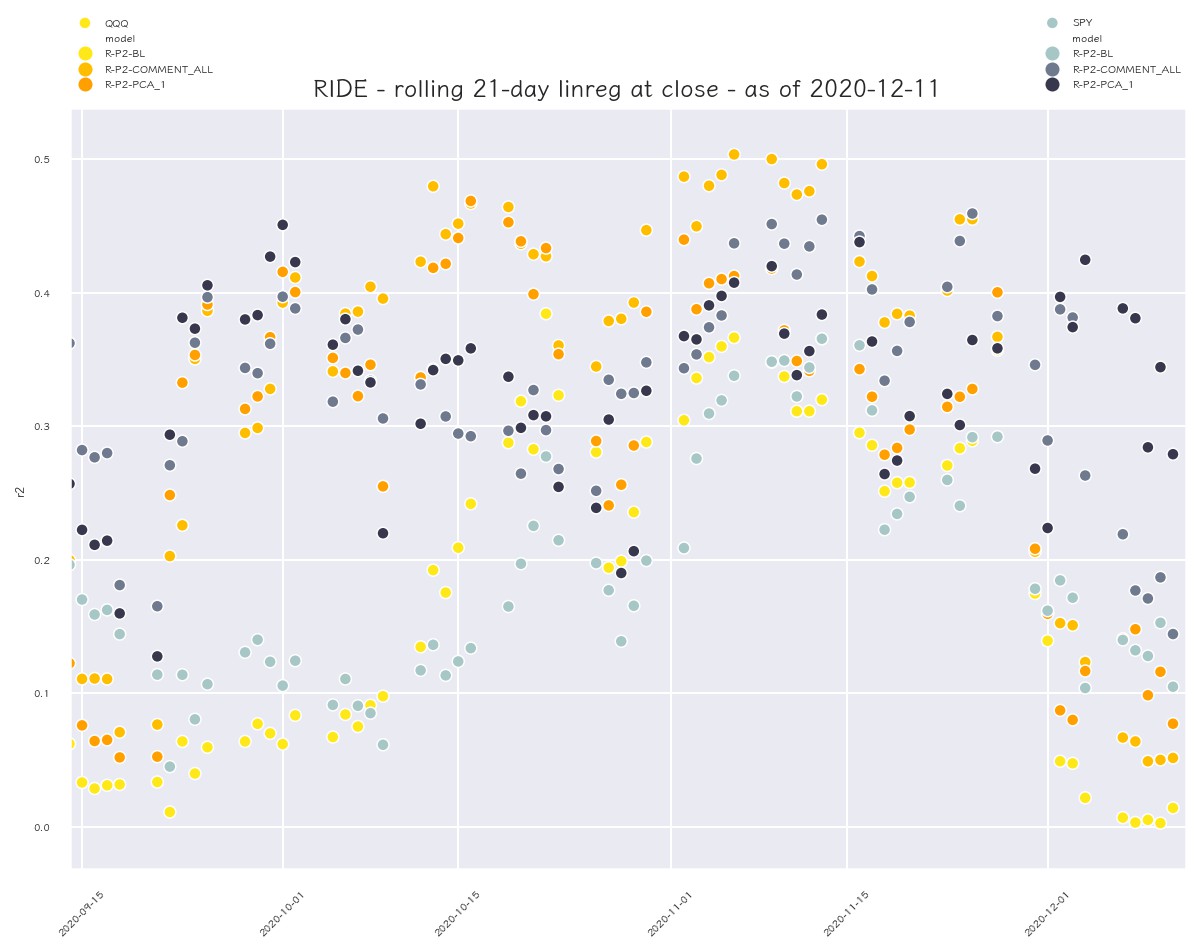 QQQ
model
R-P2-BL
R-P2-COMMENT_ALL
R-P2-PCA_1
SPY
model
R-P2-BL
R-P2-COMMENT_ALL
R-P2-PCA_1
RIDE - rolling 21-day linreg at close - as of 2020-12-11
0.5
0.4
0.3
r2
0.2
0.1
0.0
2020-09-15
2020-10-01
2020-10-15
2020-11-01
2020-11-15
2020-12-01